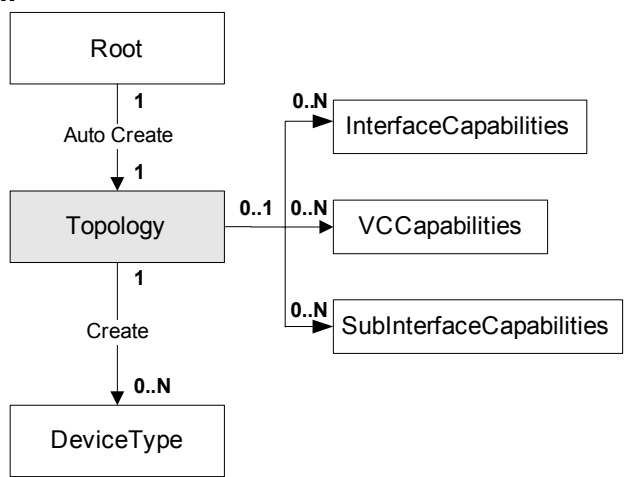 Root
1
Auto Create
1
Topology
0..1
0..N
InterfaceCapabilities
0..N
VCCapabilities
0..N
SubInterfaceCapabilities
1
Create
0..N
DeviceType